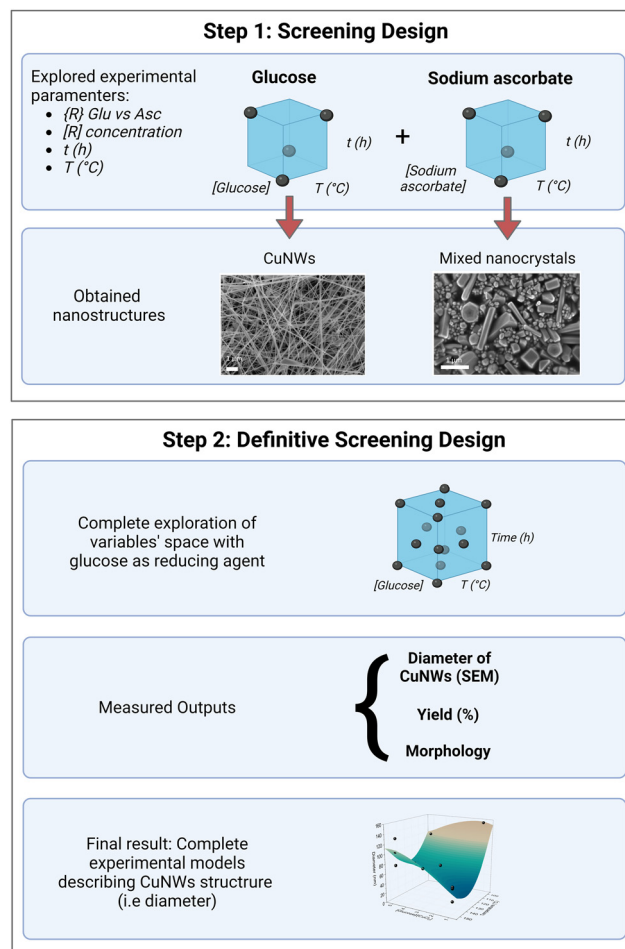 Step 1: Screening Design
Explored experimental
paramenters:
• {R} Glu vs Asc
• [R] concentration
• t (h)
• T (°C)
Glucose
t (h)
[Glucose]
T (°C)
+
Sodium ascorbate
t (h)
[Sodium
ascorbate]
T (°C)
Obtained
nanostructures
CuNWs
Mixed nanocrystals
Step 2: Definitive Screening Design
Complete exploration of
variables' space with
glucose as reducing agent
Time (h)
[Glucose]
T (°C)
Measured Outputs
{
Diameter of
CuNWs (SEM)
Yield (%)
Morphology
Final result: Complete
experimental models
describing CuNWs structrure
(i.e diameter)